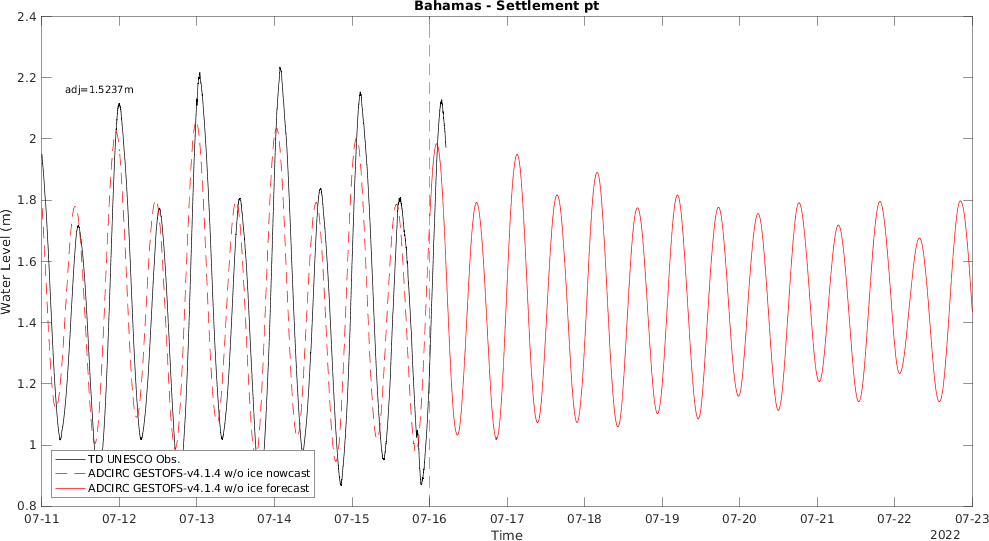 Bahamas - Settlement pt
2.4
2.2
2
1.8
1.6
1.4
1.2
1
0.8
Water Level (m)
adj=1.5237m
TD UNESCO Obs.
ADCIRC GESTOFS-v4.1.4 w/o ice nowcast
ADCIRC GESTOFS-v4.1.4 w/o ice forecast
07-11 07-12 07-13 07-14 07-15 07-16 07-17 07-18 07-19 07-20 07-21 07-22 07-23
Time
2022